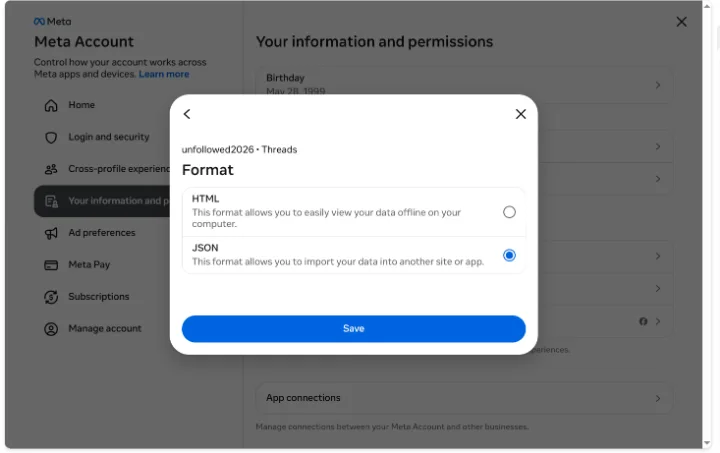 Meta
Meta Account
Control how your account works across
Meta apps and devices. Learn more
Home
Login and security
Cross-profile experienc
Your information and p
Ad preferences
Meta Pay
Subscriptions
Manage account
Your information and permissions
Birthday
May 28, 1999
unfollowed2026 • Threads
Format
HTML
This format allows you to easily view your data offline on your
computer.
JSON
This format allows you to import your data into another site or app.
Save
eriences.
App connections
Manage connections between your Meta Account and other businesses.